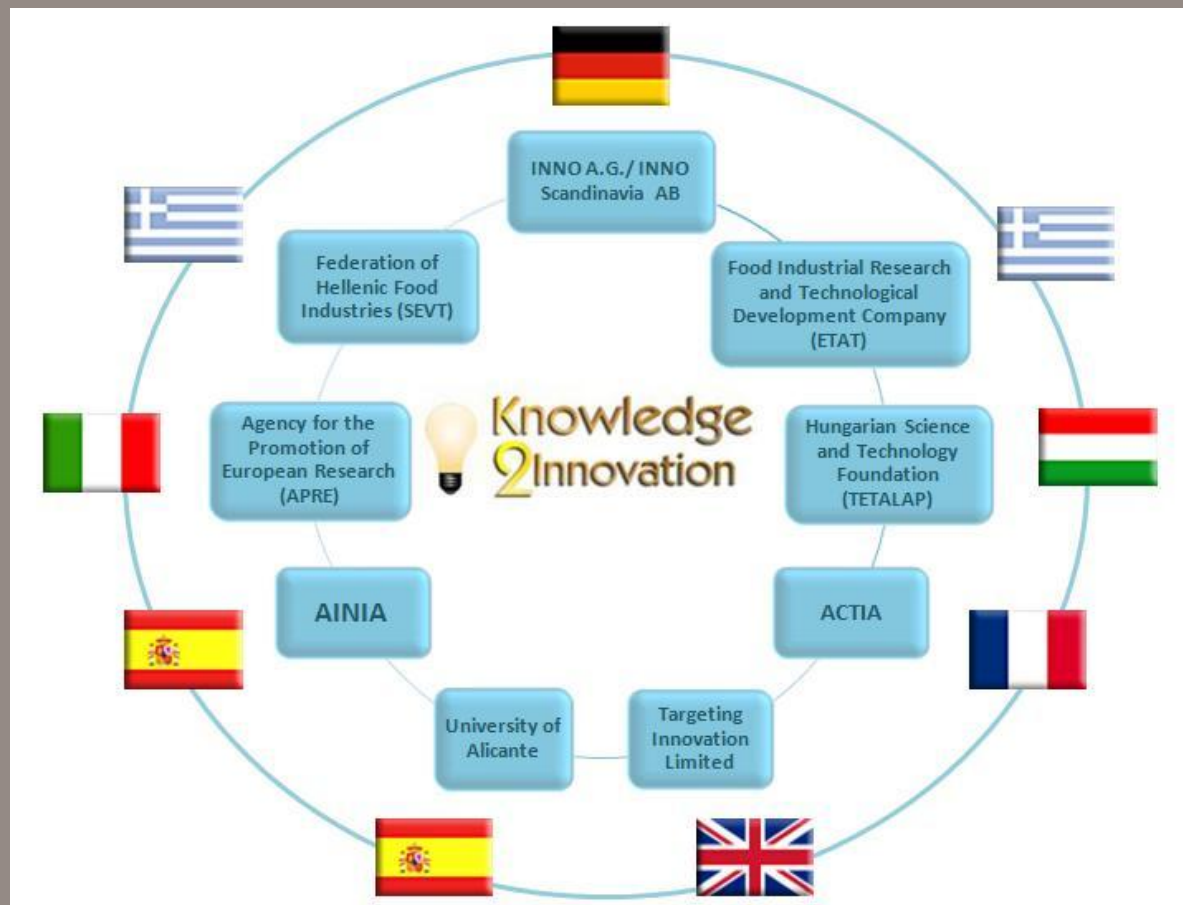 INNO A.G./ INNO
Scandinavia AB
Federation of
Hellenic Food
Industries (SEVT)
Food Industrial Research
and Technological
Development Company
(ETAT)
Agency for the
Promotion of
European Research
(APRE)
Knowledge
2Innovation
Hungarian Science
and Technology
Foundation
(TETALAP)
AINIA
ACTIA
University of
Alicante
Targeting
Innovation
Limited